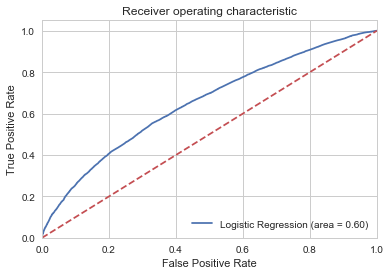 Receiver operating characteristic
True Positive Rate
1.0
0.8
0.6
0.4
0.2
0.0
Logistic Regression (area = 0.60)
0.0 0.2 0.4 0.6 0.8 1.0
False Positive Rate